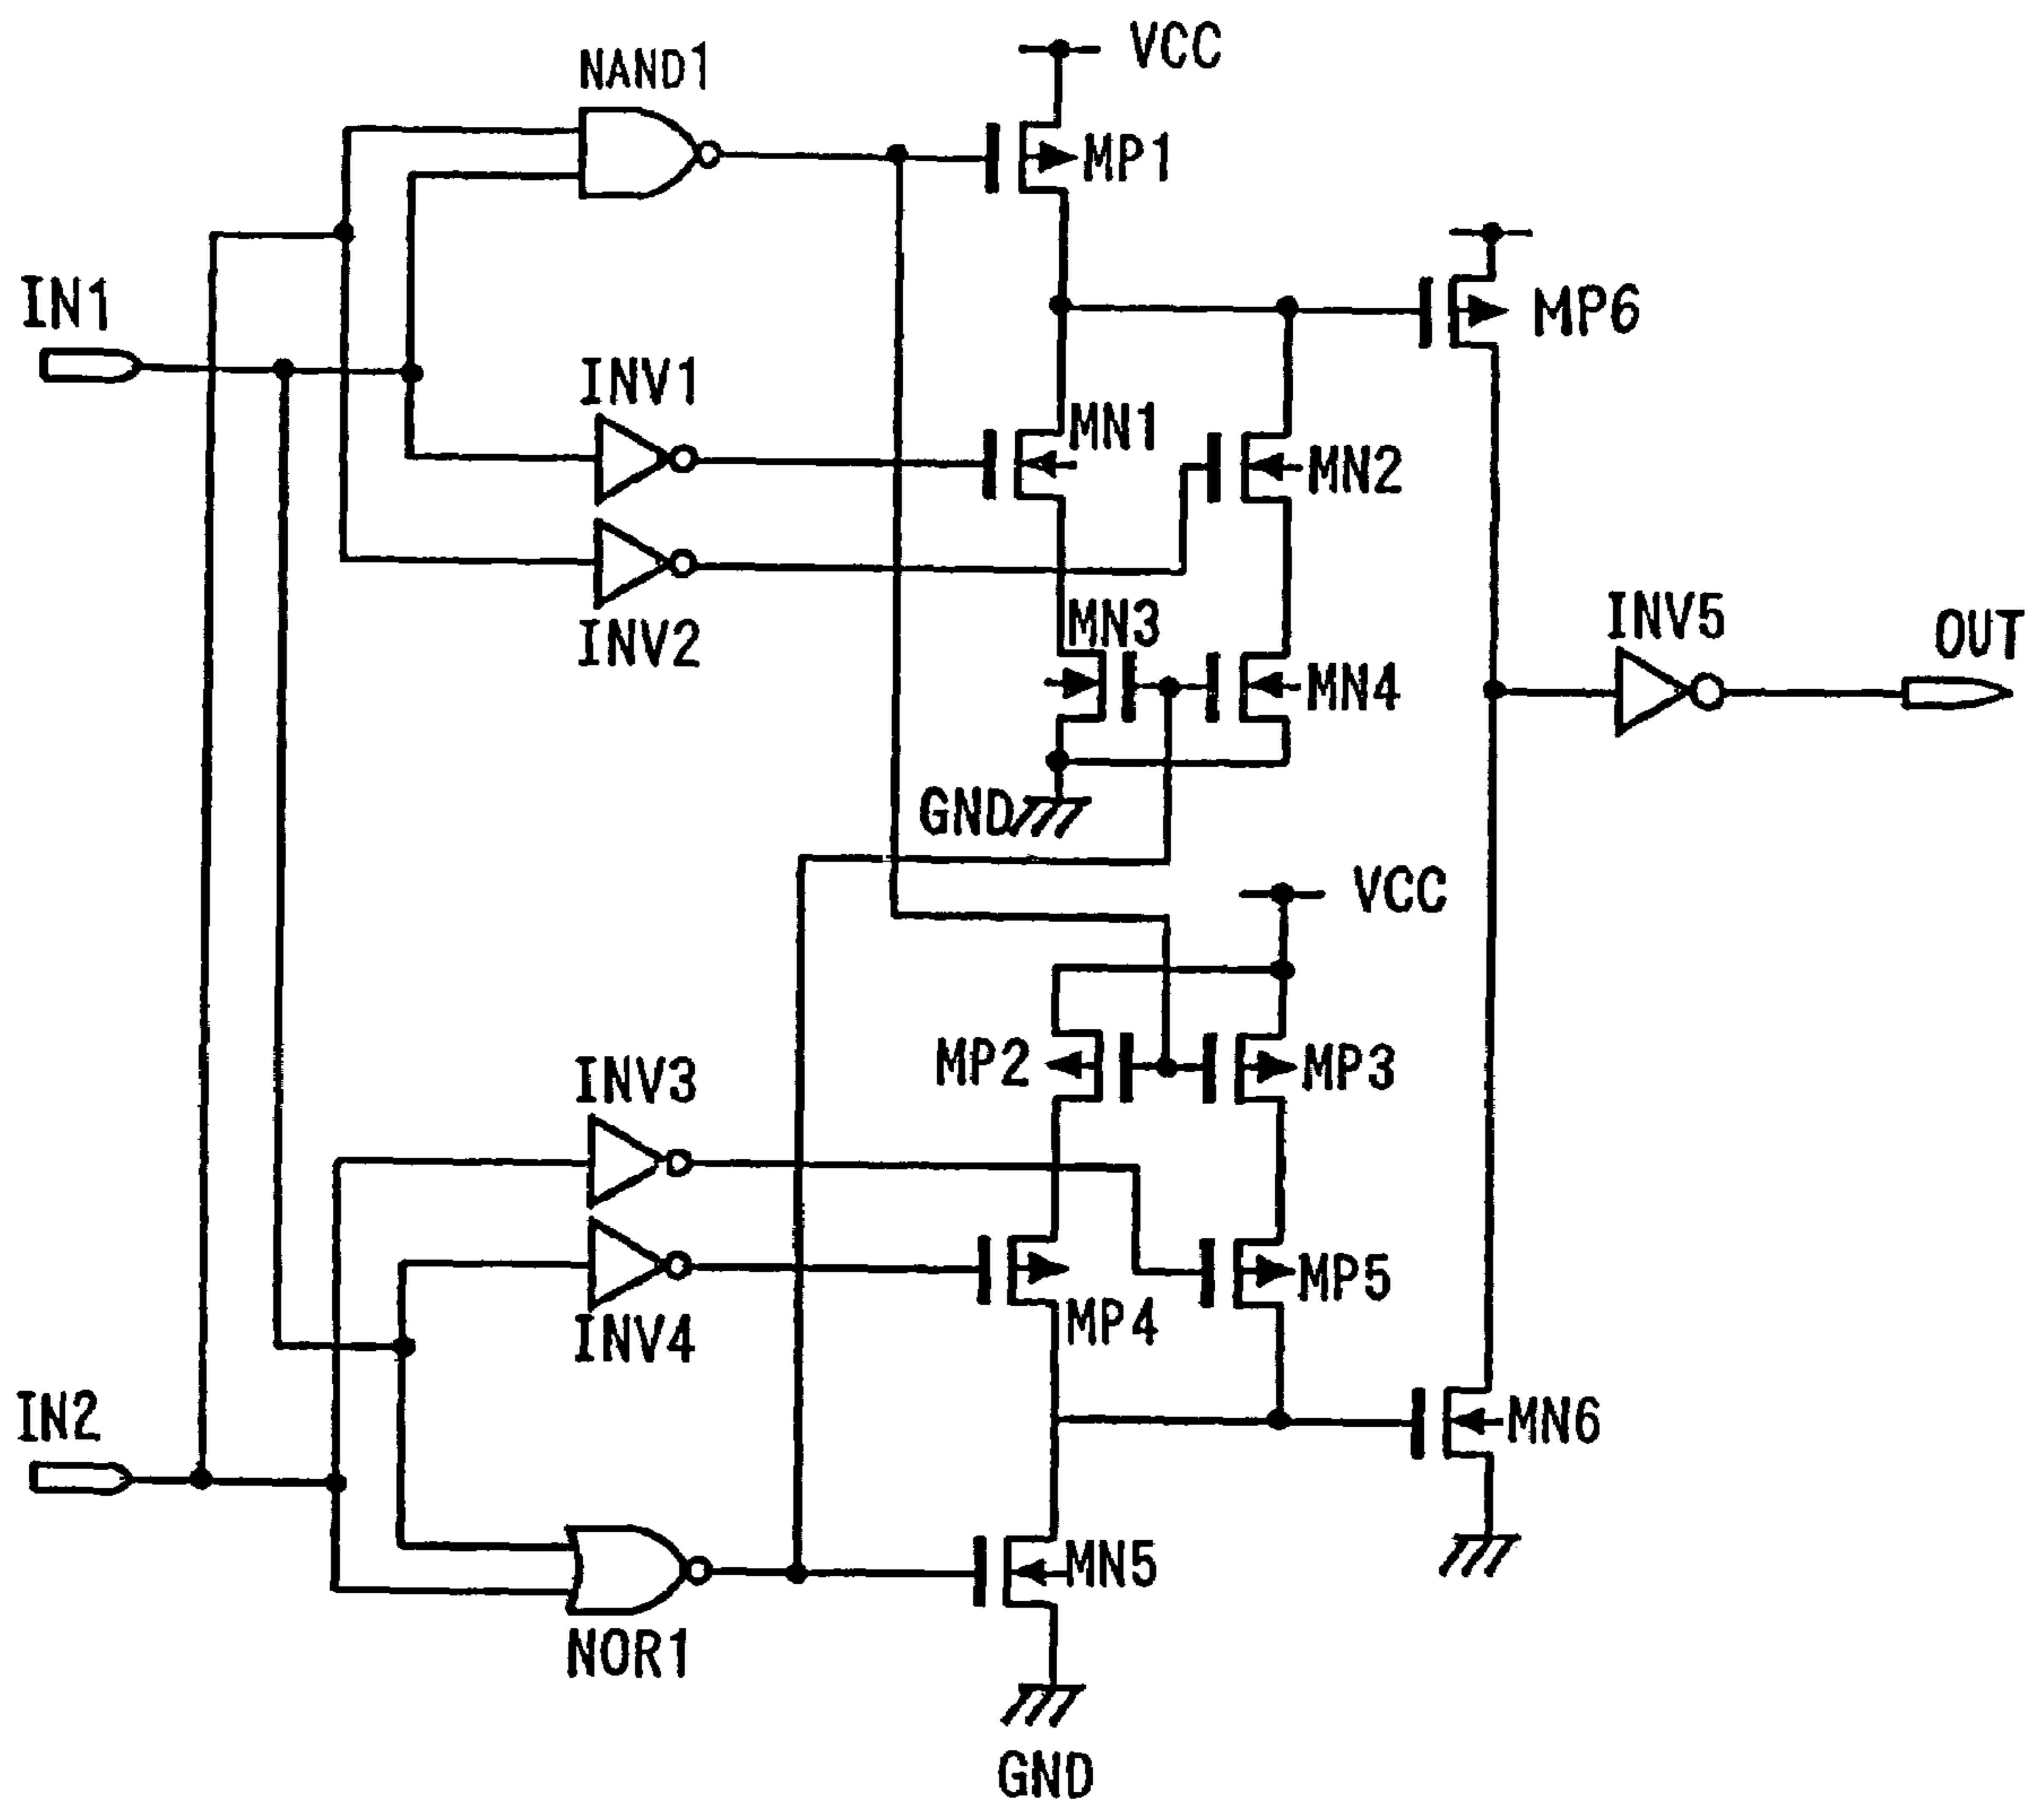 VCC
NAND1
MP1
IN1
MP6
INV1
MN1
MN2
INV2
MN3
INV5
OUT
MN4
GND
VCC
MP2
MP3
INV3
MP5
MP4
INV4
IN2
MN6
MN5
NOR1
GND